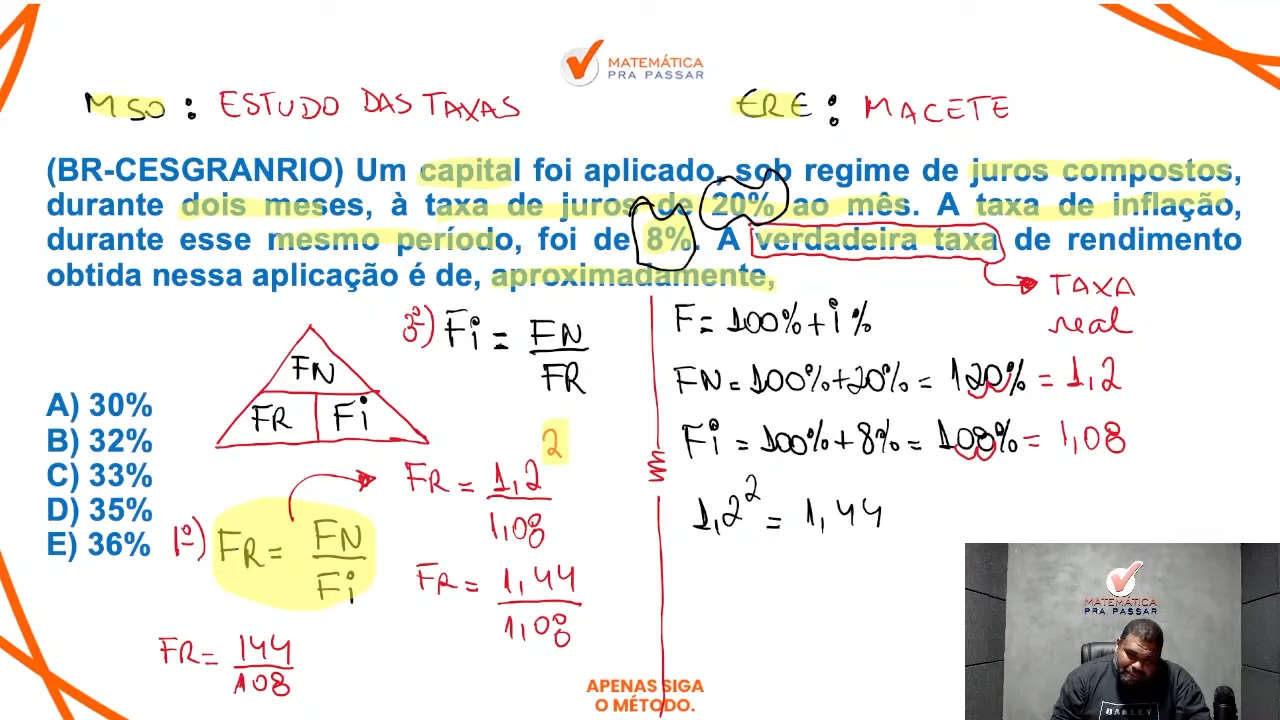 MATEMÁTICA
PRA PASSAR
MSO : ESTUDO DAS TAXAS
ERE : MACETE
(BR-CESGRANRIO) Um capital foi aplicado, sob regime de juros compostos,
durante dois meses, à taxa de juros de 20% ao mês. A taxa de inflação,
durante esse mesmo período, foi de 8%. A verdadeira taxa de rendimento
obtida nessa aplicação é de, aproximadamente,
TAXA
real
A) 30%
B) 32%
C) 33%
D) 35%
E) 36%
FN
FR Fi
3º) Fi = FN/FR
1º) FR = FN/Fi
FR = 1,2²/1,08
FR = 1,44/1,08
FR = 144/108
F = 100% + i%
FN = 100% + 20% = 120% = 1,2
Fi = 100% + 8% = 108% = 1,08
1,2² = 1,44
MATEMÁTICA
PRA PASSAR
APENAS SIGA
O MÉTODO.